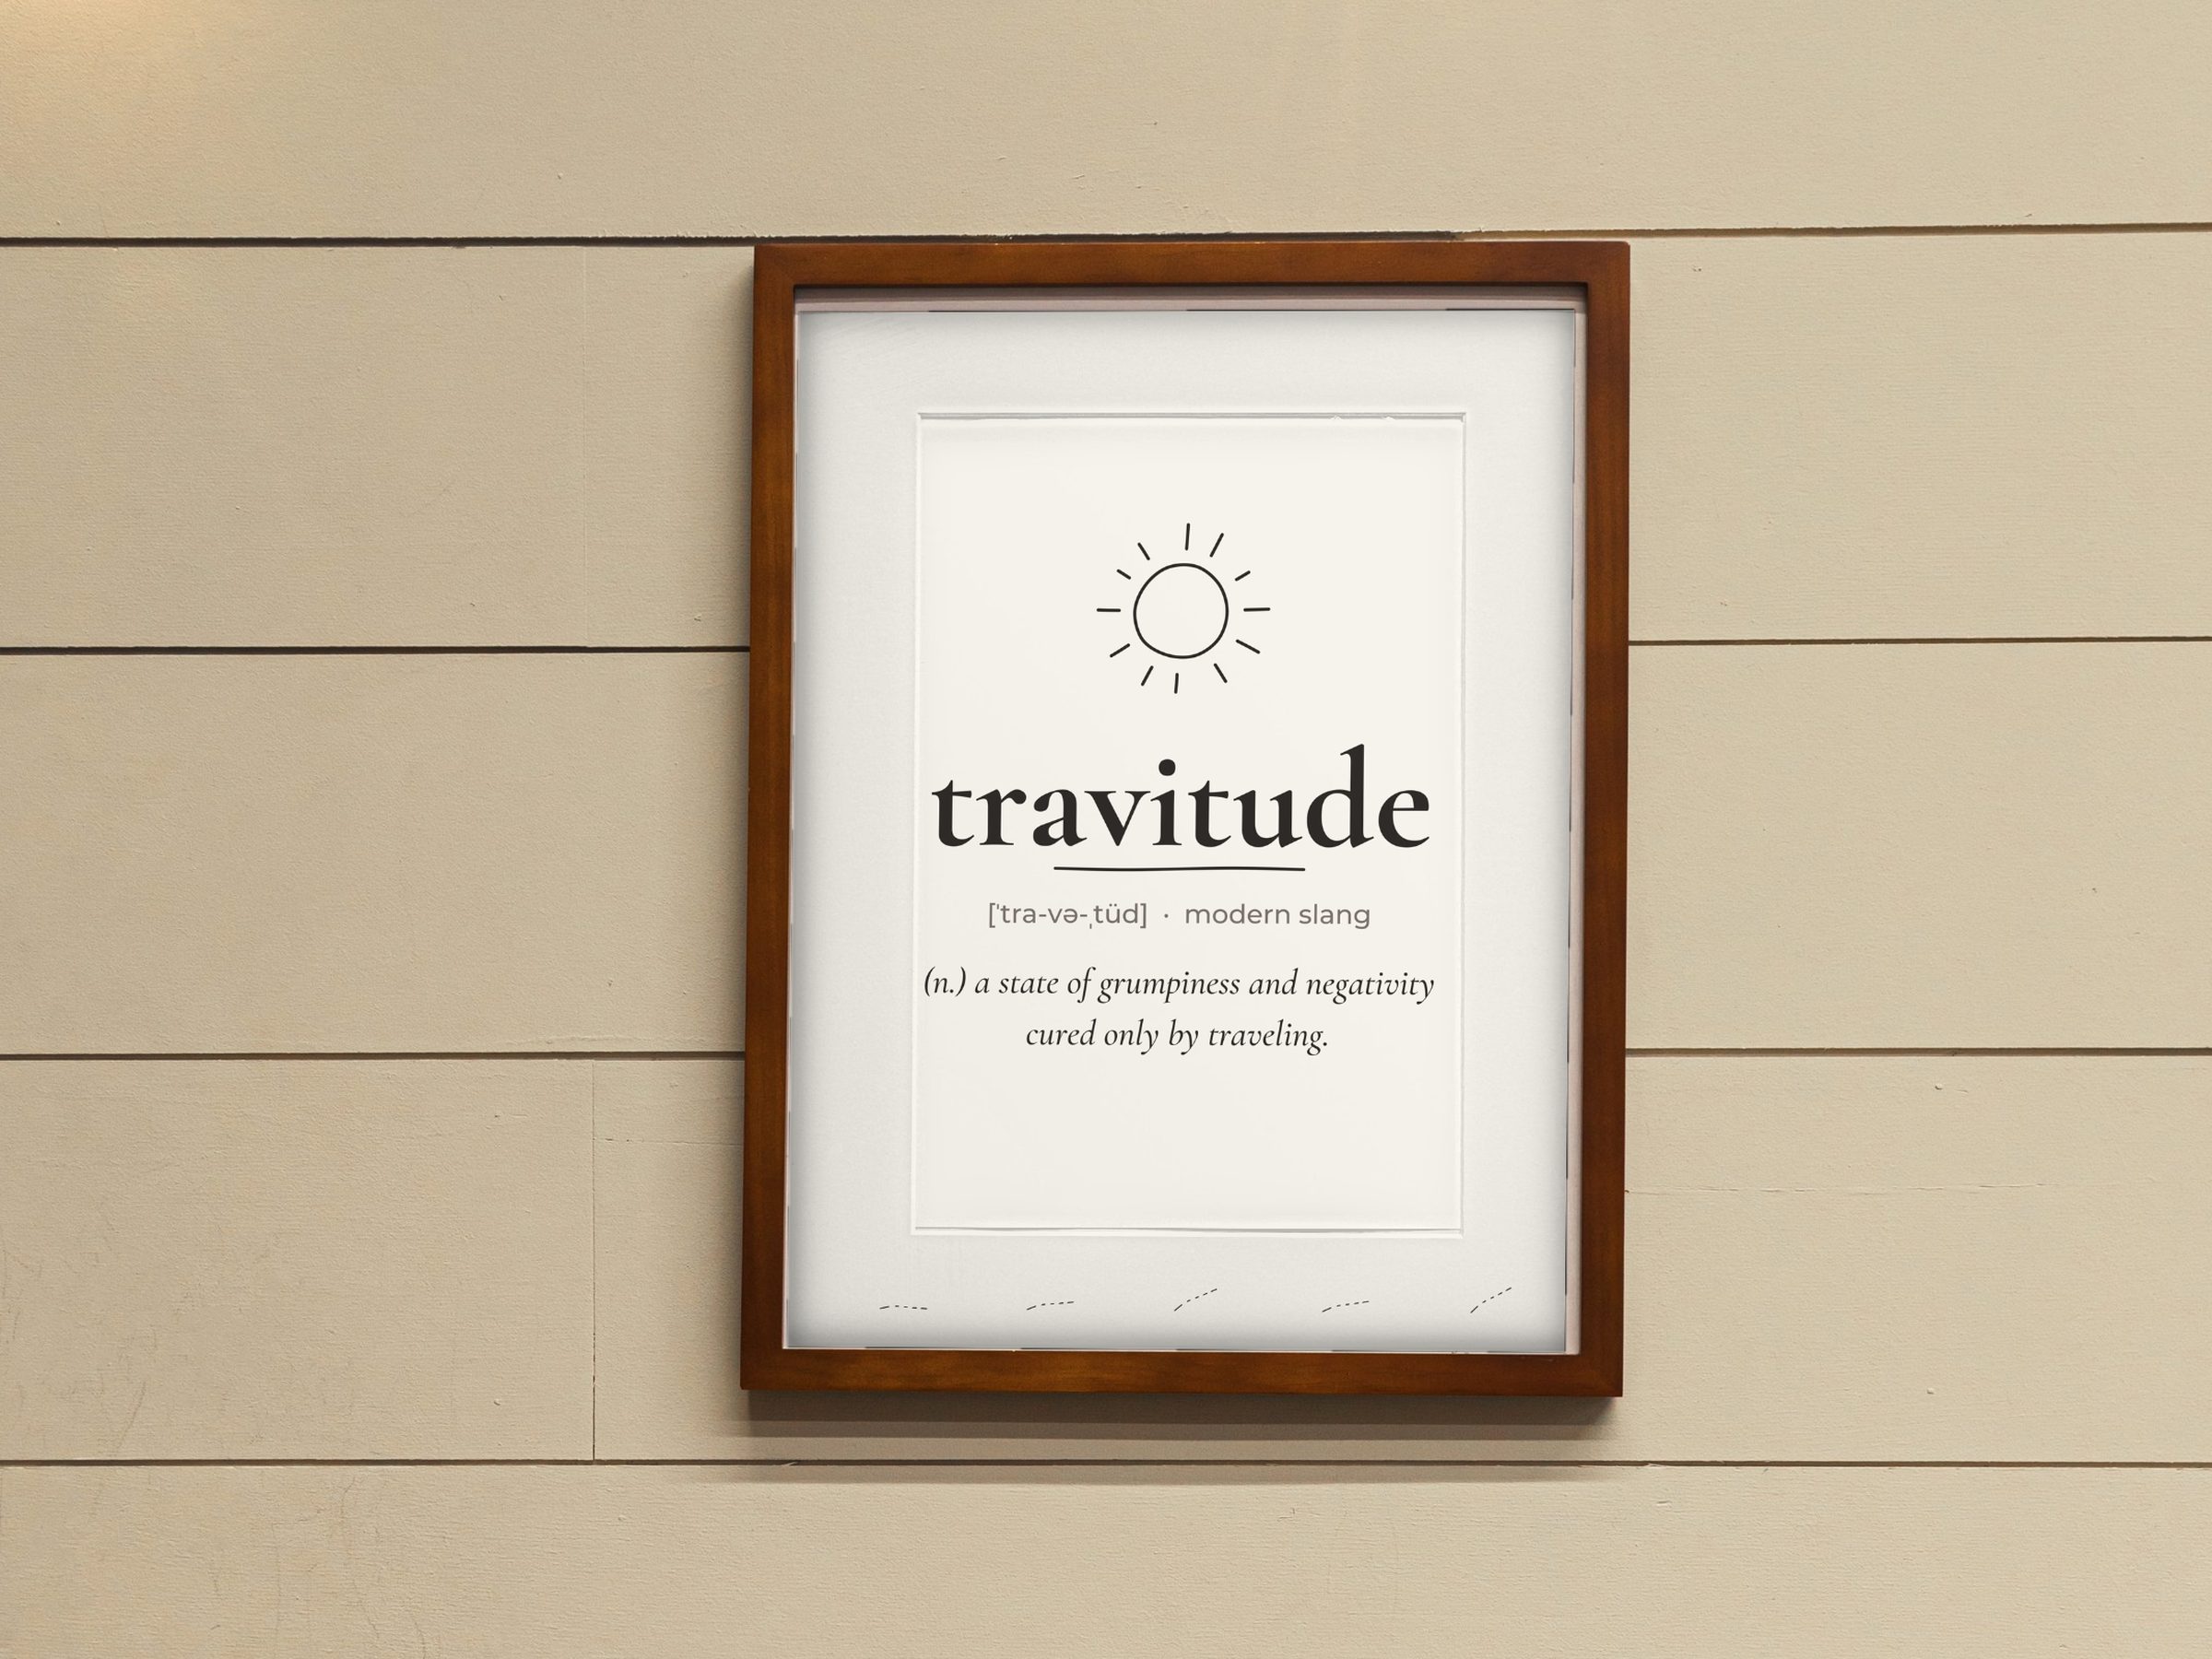 travitude
[ˈtra-və-ˌtüd] · modern slang
(n.) a state of grumpiness and negativity
cured only by traveling.